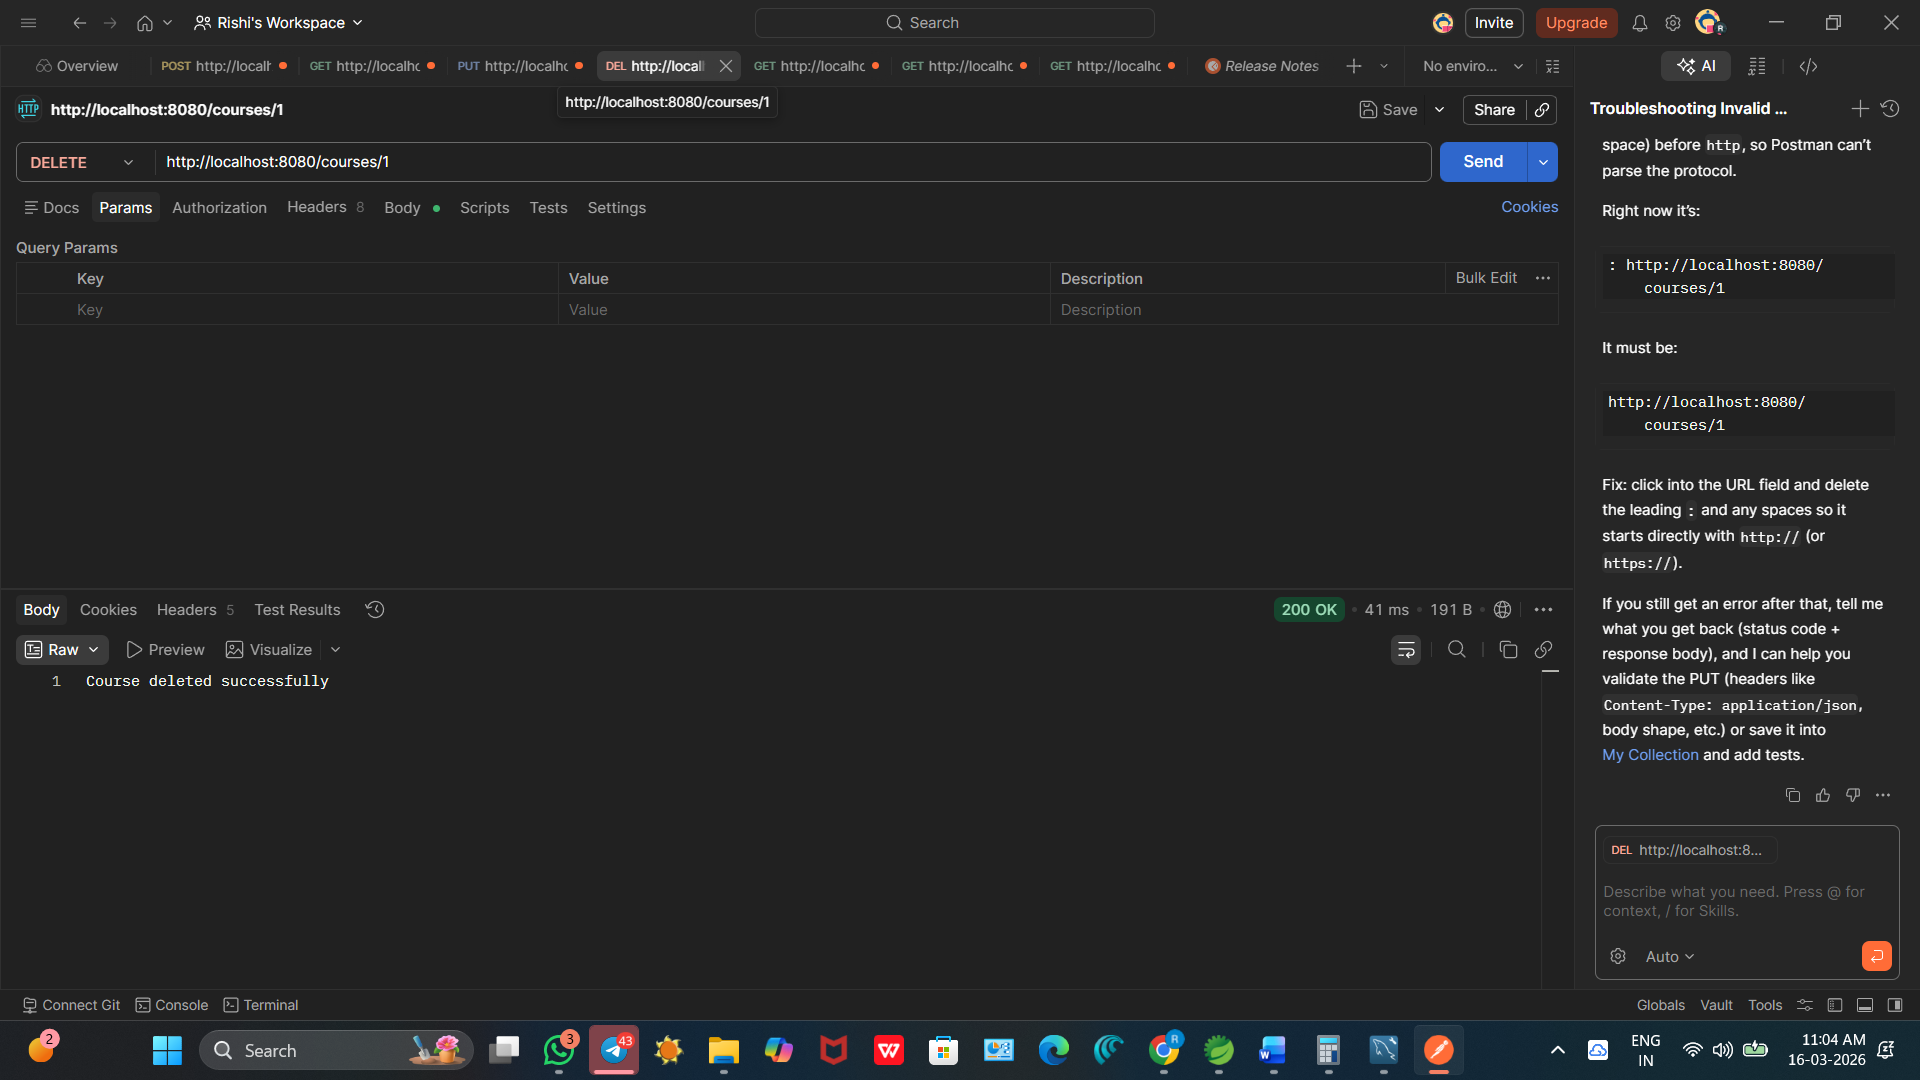 Rishi's Workspace
Search
Invite
Upgrade
Overview
POST http://localh
GET http://localhc
PUT http://localhc
DEL http://local
GET http://localhc
GET http://localhc
GET http://localhc
Release Notes
No enviro...
AI
HTTP http://localhost:8080/courses/1
http://localhost:8080/courses/1
Save
Share
DELETE
http://localhost:8080/courses/1
Send
Docs
Params
Authorization
Headers 8
Body
Scripts
Tests
Settings
Cookies
Query Params
Key
Value
Description
Bulk Edit
Key
Value
Description
Body
Cookies
Headers 5
Test Results
200 OK
41 ms
191 B
Raw
Preview
Visualize
1 Course deleted successfully
Troubleshooting Invalid ...
space) before http, so Postman can't
parse the protocol.
Right now it's:
: http://localhost:8080/
courses/1
It must be:
http://localhost:8080/
courses/1
Fix: click into the URL field and delete
the leading : and any spaces so it
starts directly with http:// (or
https://).
If you still get an error after that, tell me
what you get back (status code +
response body), and I can help you
validate the PUT (headers like
Content-Type: application/json,
body shape, etc.) or save it into
My Collection and add tests.
DEL http://localhost:8...
Describe what you need. Press @ for
context, / for Skills.
Auto
Connect Git
Console
Terminal
Globals
Vault
Tools
2
Search
3
43
W
R
W
ENG
IN
11:04 AM
16-03-2026